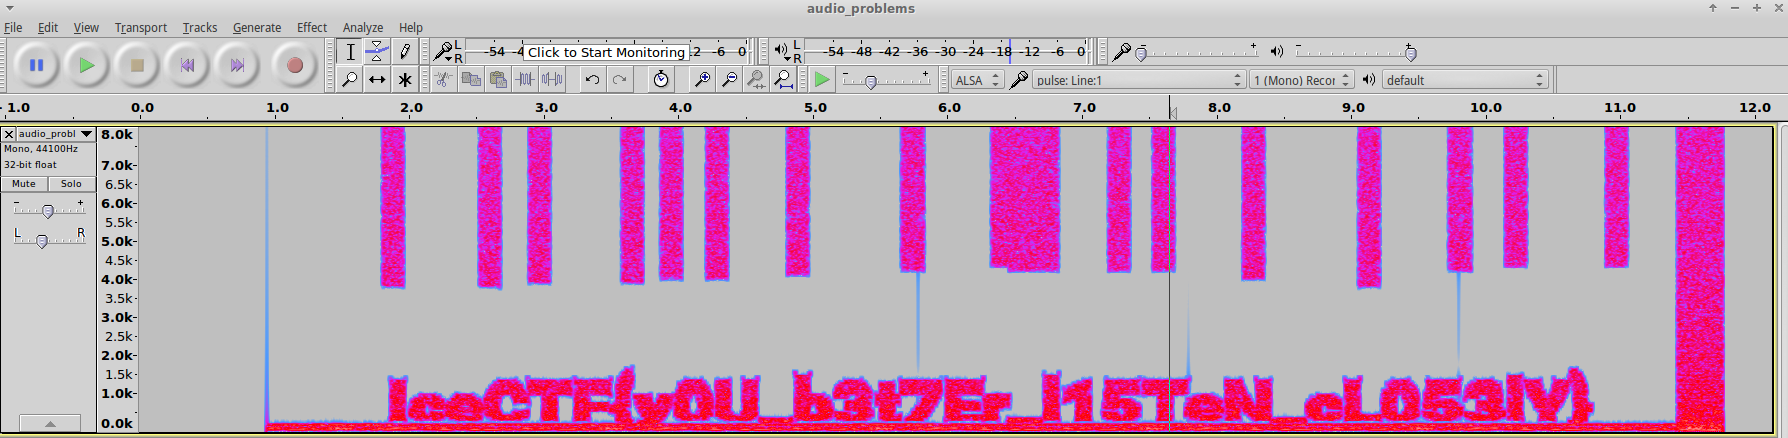 audio_problems
File Edit View Transport Tracks Generate Effect Analyze Help
L R -54 -4 Click to Start Monitoring 12 -6 0 L R -54 -48 -42 -36 -30 -24 -18 -12 -6 0 - + - +
- + ALSA pulse: Line:1 1 (Mono) Recor default
- 1.0 0.0 1.0 2.0 3.0 4.0 5.0 6.0 7.0 8.0 9.0 10.0 11.0 12.0
audio_probl
Mono, 44100Hz
32-bit float
Mute Solo
- +
L R
8.0k
7.0k
6.5k
6.0k
5.5k
5.0k
4.5k
4.0k
3.5k
3.0k
2.5k
2.0k
1.5k
1.0k
0.0k
IceCTF{y0U_b3t7Er_l15TeN_cL053lY}